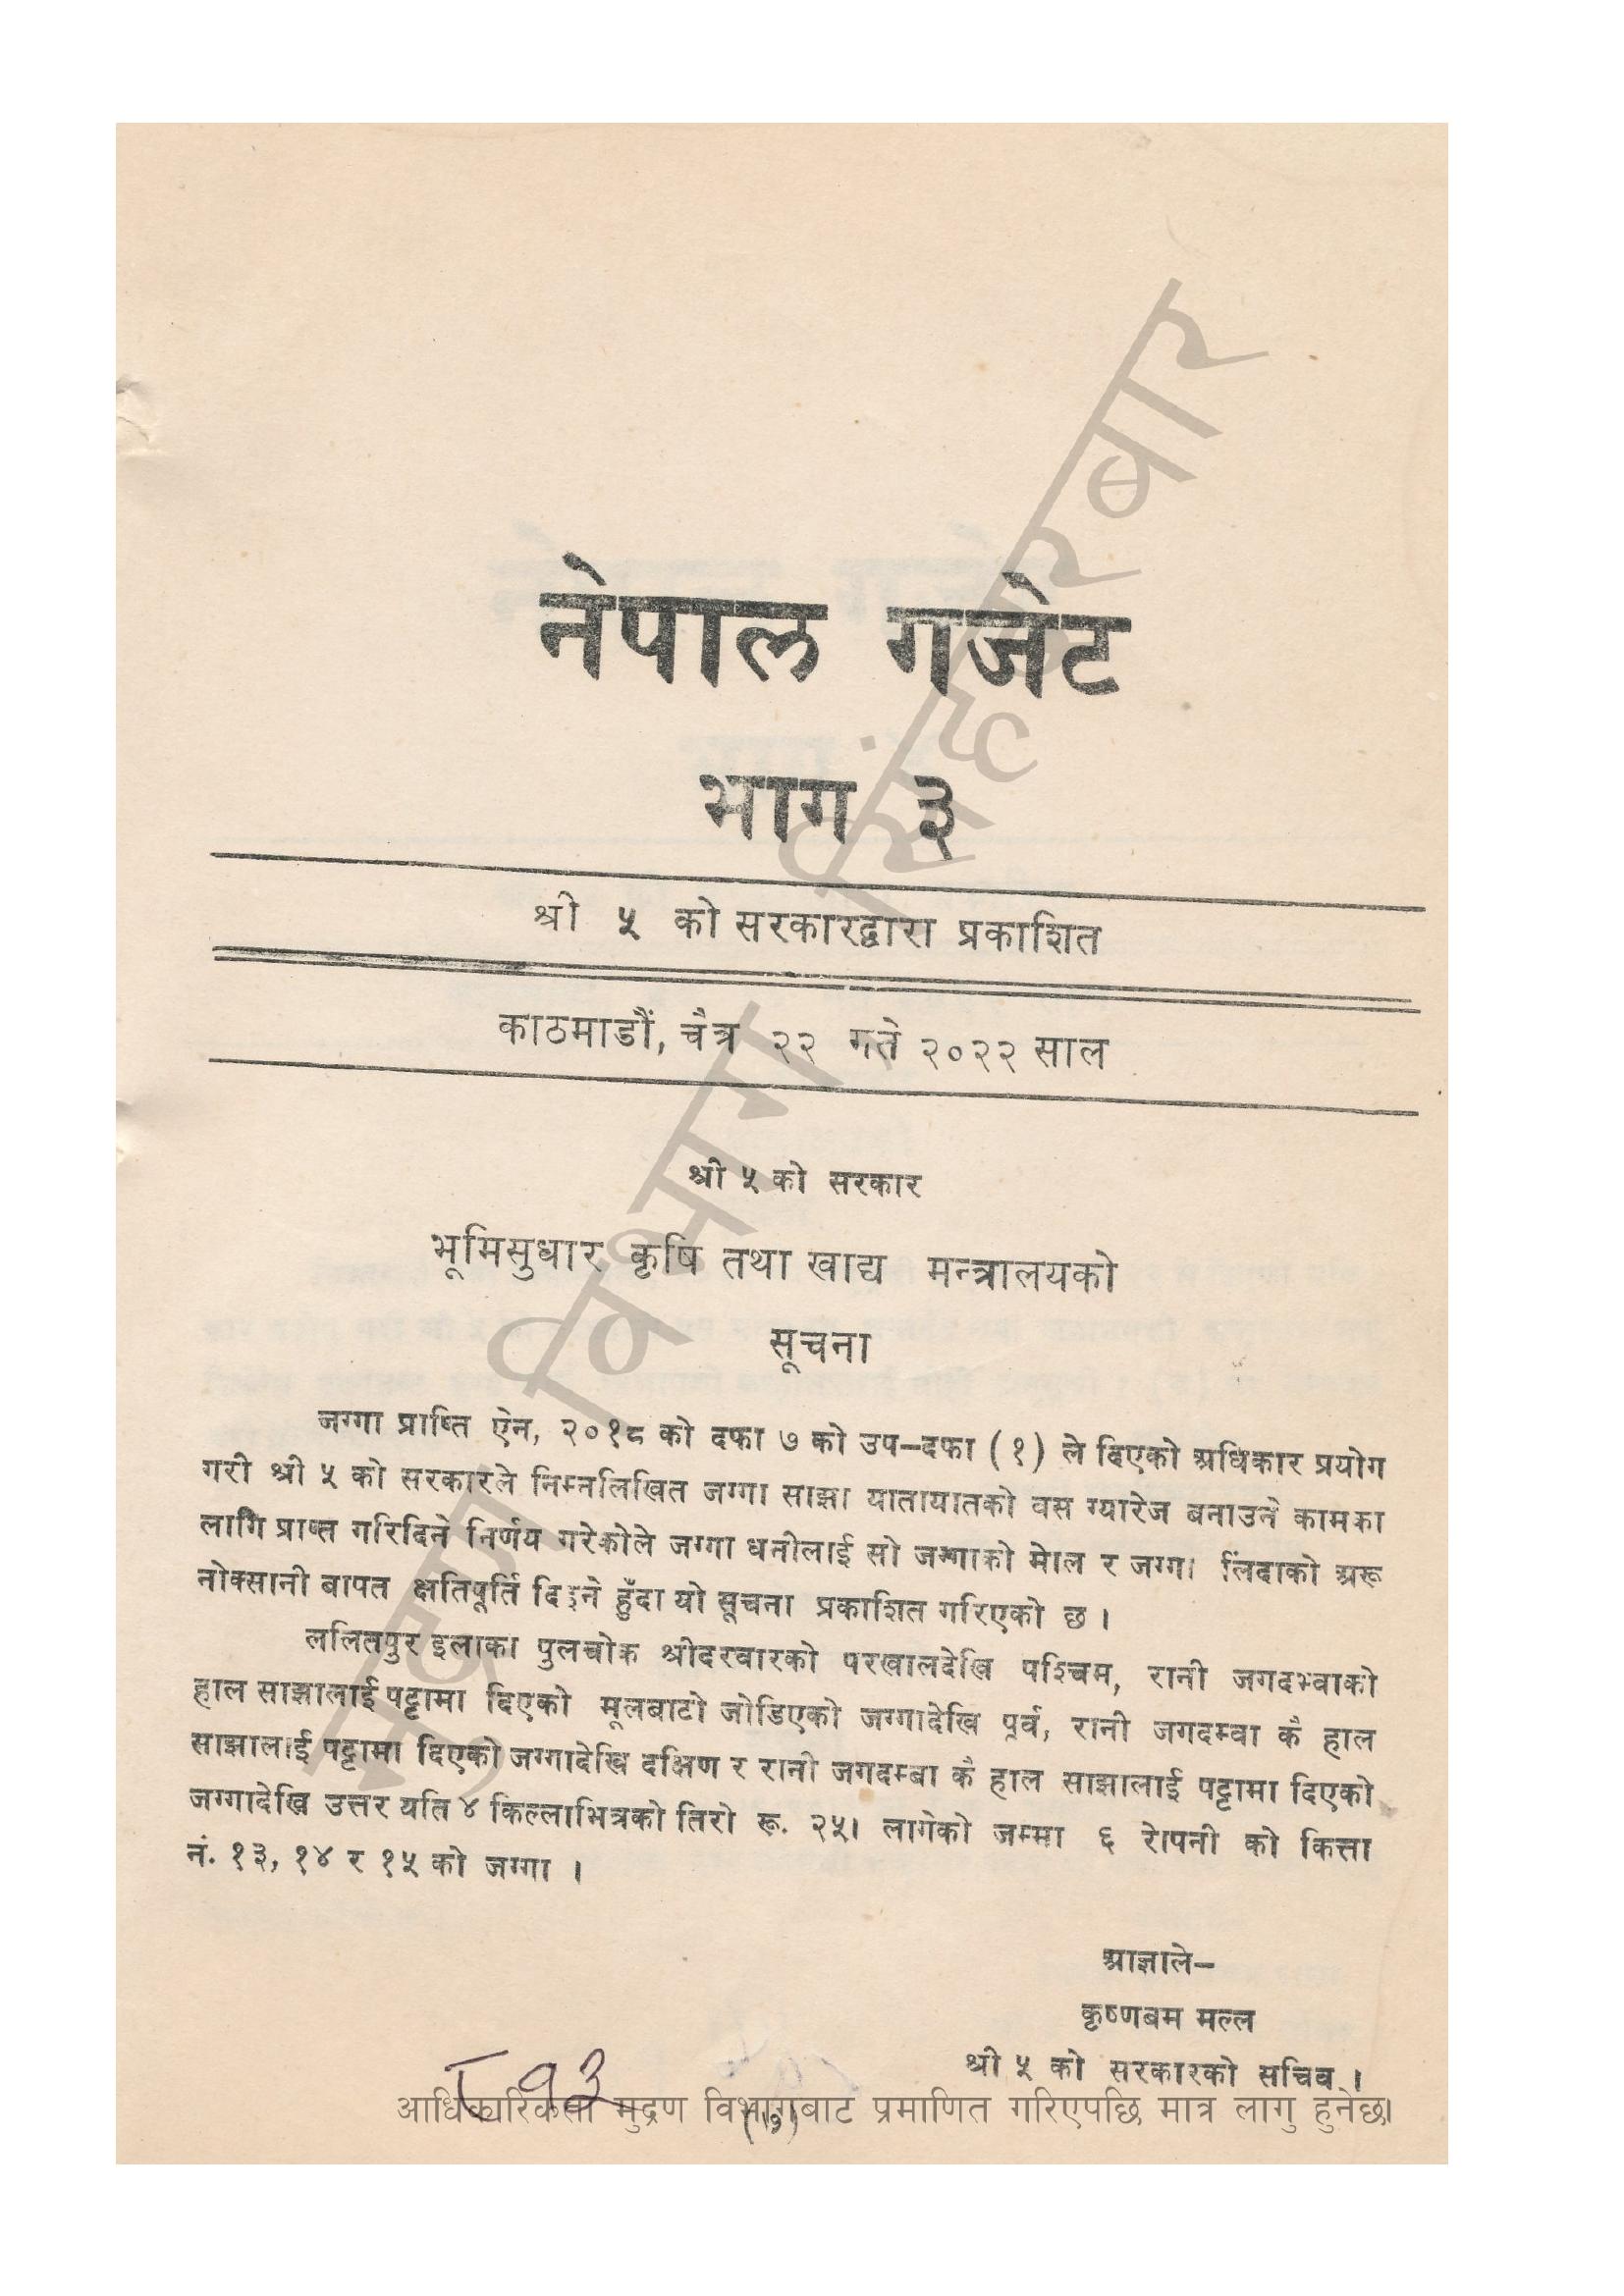 नेपाल गजेट
भाग ३
श्री ५ को सरकारद्वारा प्रकाशित
काठमाडौं, चैत्र २२ गते २०२२ साल
श्री ५ को सरकार
भूमिसुधार कृषि तथा खाद्य मन्त्रालयको
सूचना
जग्गा प्राप्ति ऐन, २०१८ को दफा ७ को उप-दफा (१) ले दिएको अधिकार प्रयोग
गरी श्री ५ को सरकारले निम्नलिखित जग्गा साझा यातायातको वस ग्यारेज बनाउने कामका
लागि प्राप्त गरिदिने निर्णय गरेकोले जग्गा धनीलाई सो जग्गाको मोल र जग्गा लिंदाको अरू
नोक्सानी बापत क्षतिपूर्ति दिइने हुँदा यो सूचना प्रकाशित गरिएको छ ।
ललितपुर इलाका पुलचोक श्रीदरवारको परखालदेखि पश्चिम, रानी जगदम्वाको
हाल साझालाई पट्टामा दिएको मूलबाटो जोडिएको जग्गादेखि पूर्व, रानी जगदम्वा कै हाल
साझालाई पट्टामा दिएको जग्गादेखि दक्षिण र रानी जगदम्बा कै हाल साझालाई पट्टामा दिएको
जग्गादेखि उत्तर यति ४ किल्लाभित्रको तिरो रू. २५। लागेको जम्मा ६ रोपनी को कित्ता
नं. १३, १४ र १५ को जग्गा ।
आज्ञाले-
कृष्णबम मल्ल
श्री ५ को सरकारको सचिव ।
आधिकारिकता मुद्रण विभागबाट प्रमाणित गरिएपछि मात्र लागु हुनेछ।
(७)
मुद्रण विभाग, सिंहदरबार